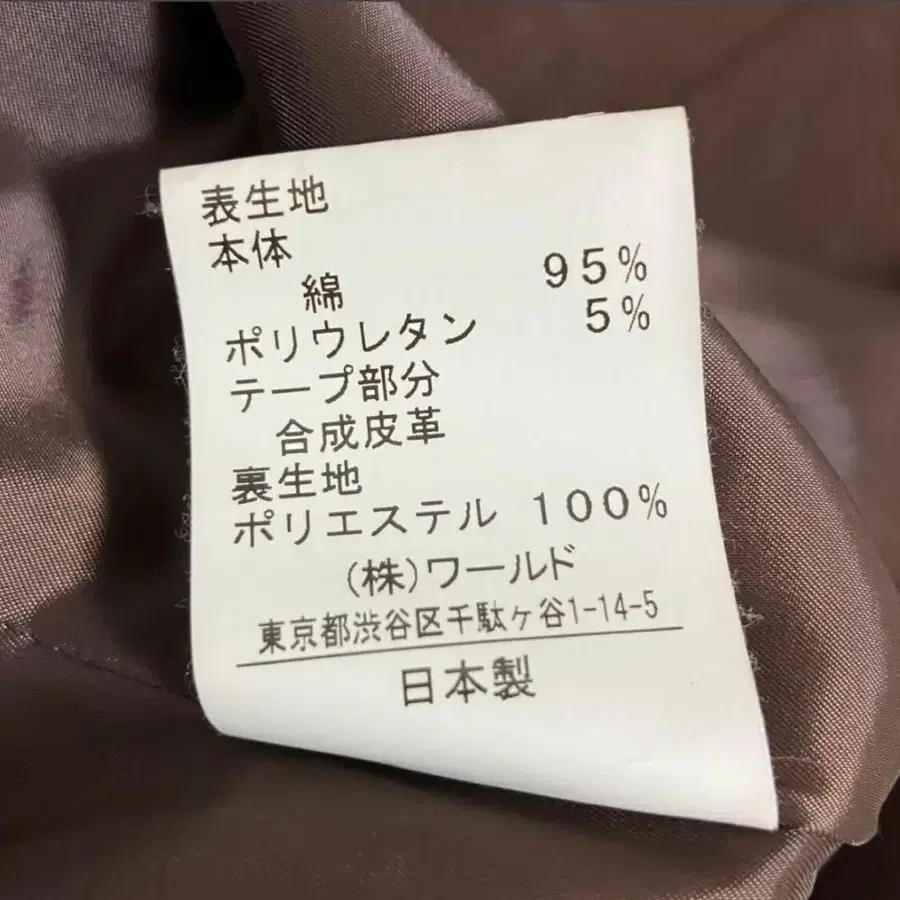 表生地
本体
綿 95%
ポリウレタン 5%
テープ部分
合成皮革
裏生地
ポリエステル 100%
(株)ワールド
東京都渋谷区千駄ヶ谷1-14-5
日本製